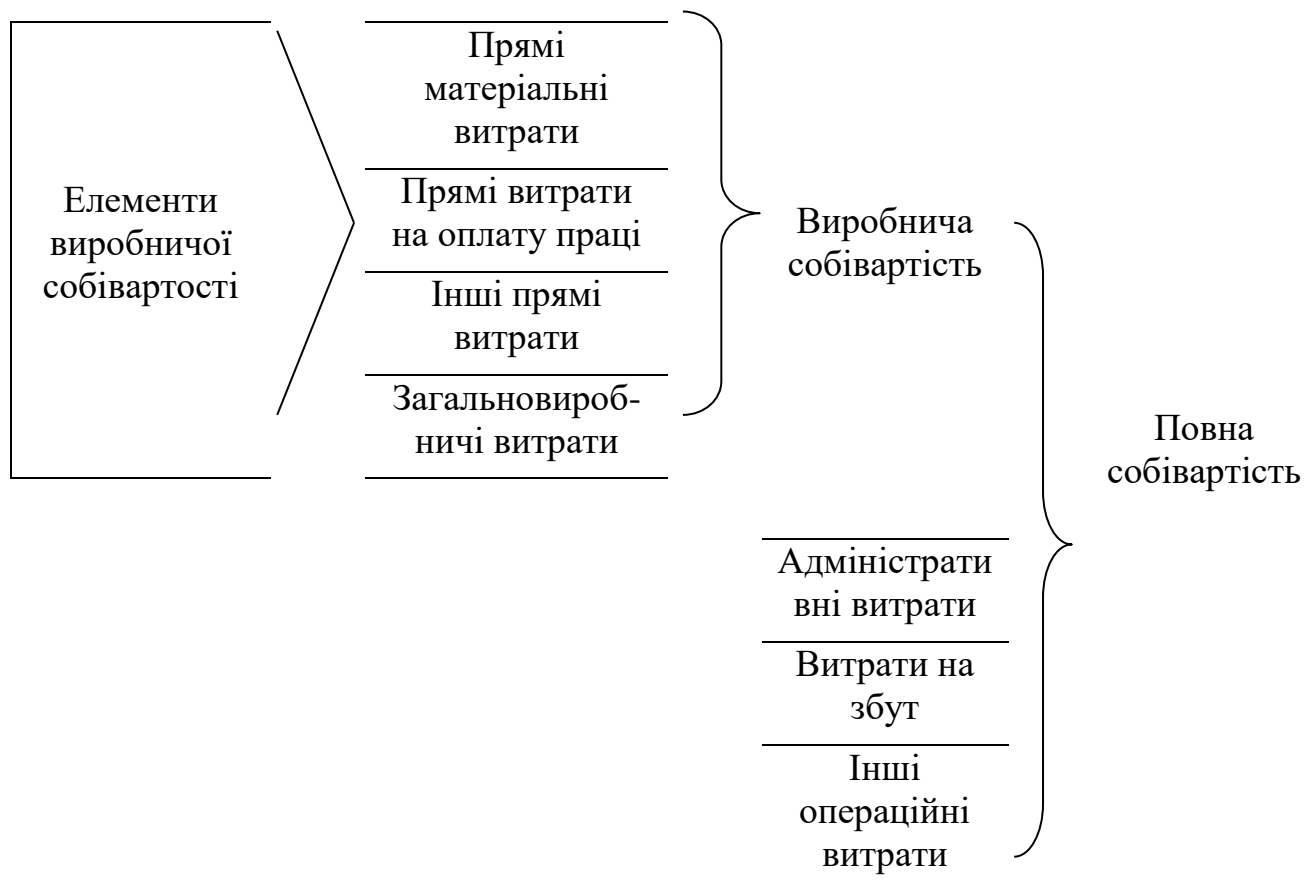 Елементи
виробничої
собівартості
Прямі
матеріальні
витрати
Прямі витрати
на оплату праці
Інші прямі
витрати
Загальновироб-
ничі витрати
Виробнича
собівартість
Адміністрати
вні витрати
Витрати на
збут
Інші
операційні
витрати
Повна
собівартість